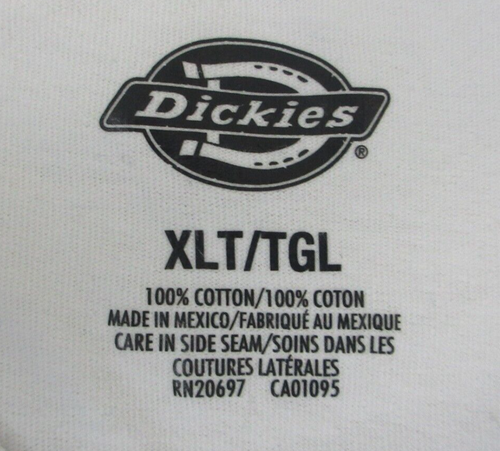 Dickies
®
XLT/TGL
100% COTTON/100% COTON
MADE IN MEXICO/FABRIQUÉ AU MEXIQUE
CARE IN SIDE SEAM/SOINS DANS LES
COUTURES LATÉRALES
RN20697 CA01095